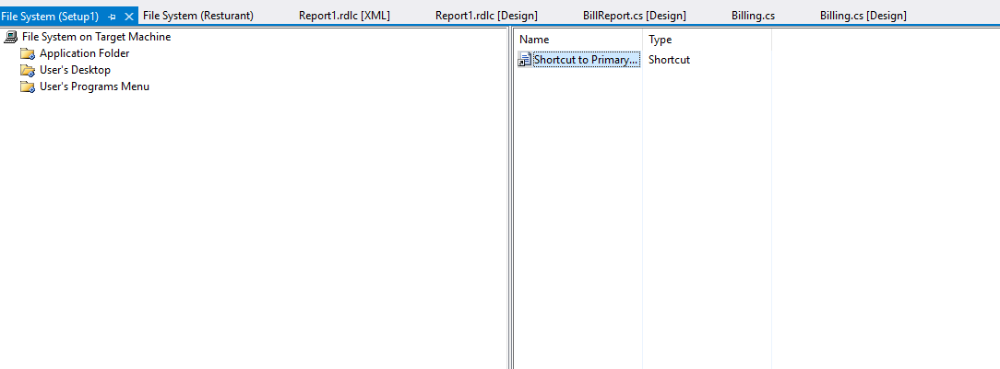 File System (Setup1) File System (Resturant) Report1.rdlc [XML] Report1.rdlc [Design] BillReport.cs [Design] Billing.cs Billing.cs [Design]
File System on Target Machine
Application Folder
User's Desktop
User's Programs Menu
Name Type
Shortcut to Primary... Shortcut